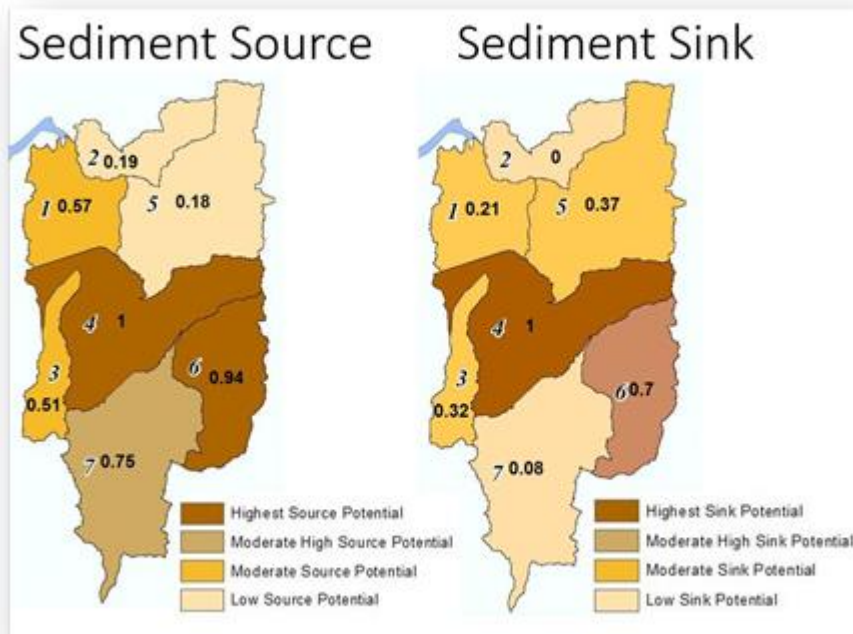 Sediment Source
2 0.19
1 0.57
5 0.18
4 1
6 0.94
3
0.51
7 0.75
Highest Source Potential
Moderate High Source Potential
Moderate Source Potential
Low Source Potential
Sediment Sink
2 0
1 0.21
5 0.37
4 1
3
6 0.7
0.32
7 0.08
Highest Sink Potential
Moderate High Sink Potential
Moderate Sink Potential
Low Sink Potential